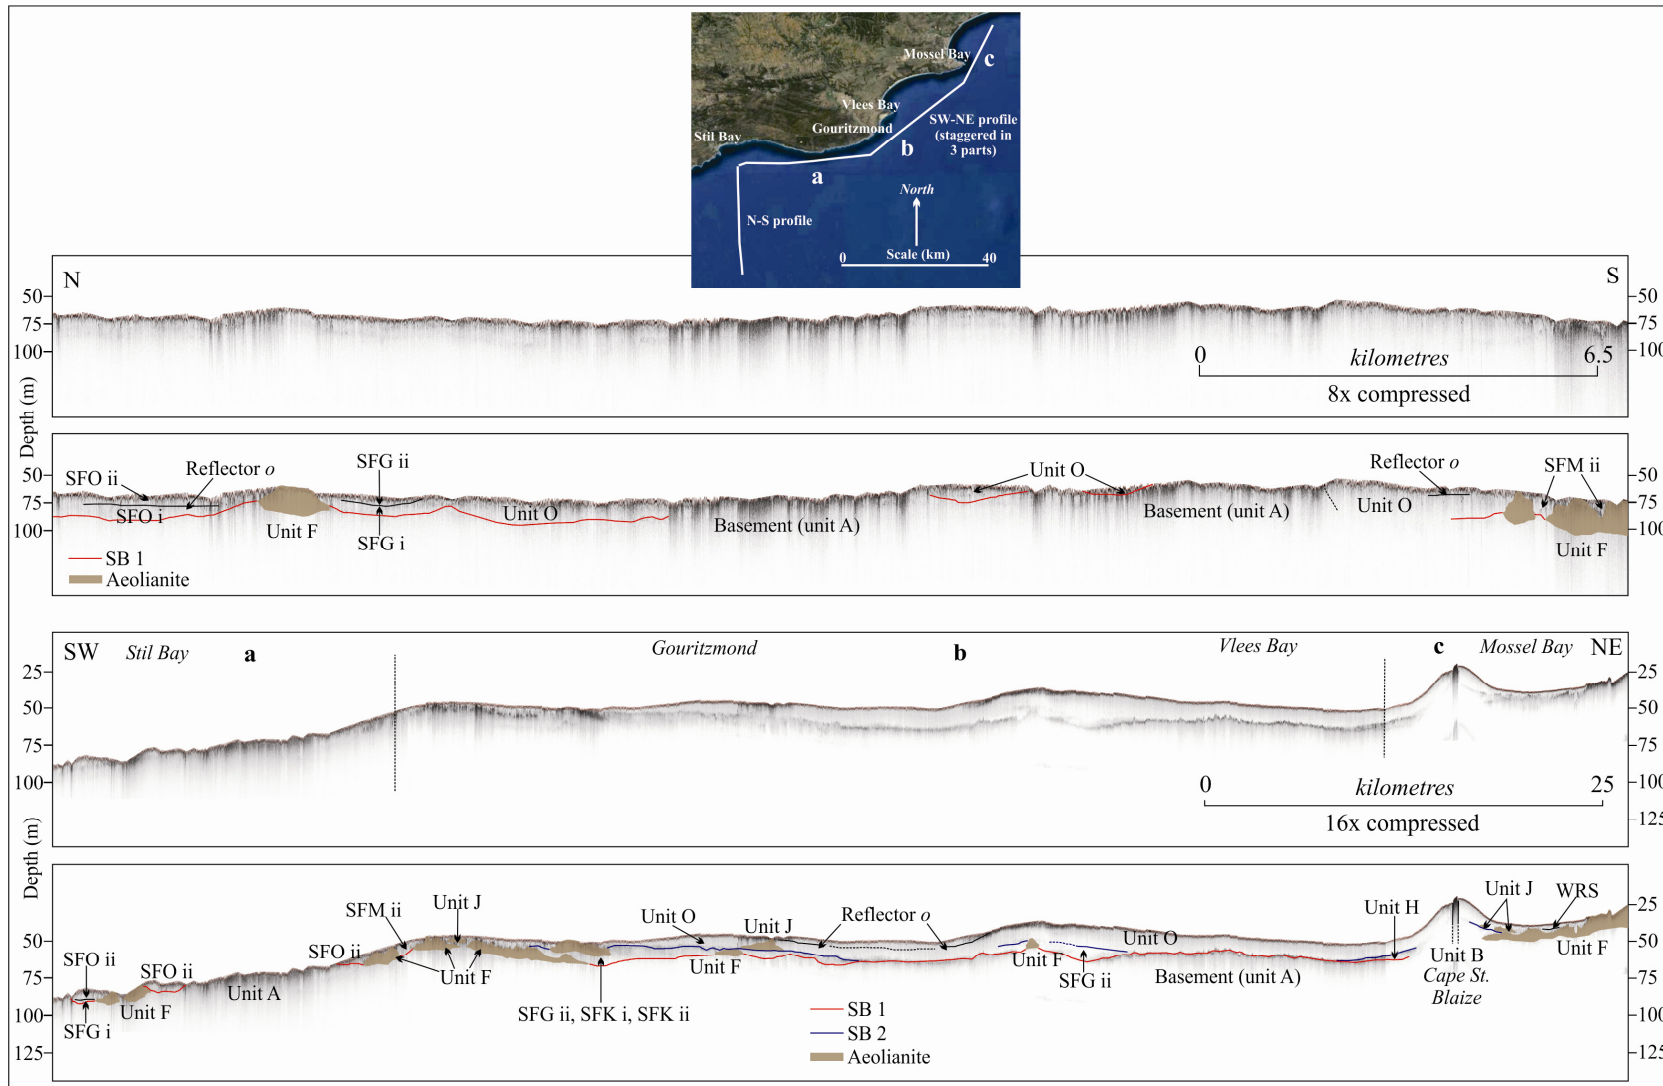 Mossel Bay
c
Vlees Bay
Gouritzmond
SW-NE profile
(staggered in
3 parts)
Stil Bay
b
a
North
N-S profile
Scale (km)
0 40
N S
50 50
75 75
100 100
0 kilometres 6.5
8x compressed
Depth (m)
SFG ii
Reflector o
SFO ii
Unit O
Reflector o
SFM ii
50 50
75 75
100 100
SFO i
Unit F
SFG i
Unit O
Basement (unit A)
Basement (unit A)
Unit O
Unit F
SB 1
Aeolianite
SW Stil Bay a Gouritzmond b Vlees Bay c Mossel Bay NE
25 25
50 50
75 75
100 100
125
0 kilometres 25
16x compressed
Depth (m)
25 25
50 50
75 75
100 100
125 125
SFO ii
SFG i
Unit F
SFO ii
Unit A
SFO ii
SFM ii
Unit J
Unit F
SFG ii, SFK i, SFK ii
Unit O
Unit J
Unit F
Reflector o
Unit F
SFG ii
Unit O
Basement (unit A)
Unit H
Unit B
Cape St.
Blaize
Unit J
WRS
Unit F
SB 1
SB 2
Aeolianite